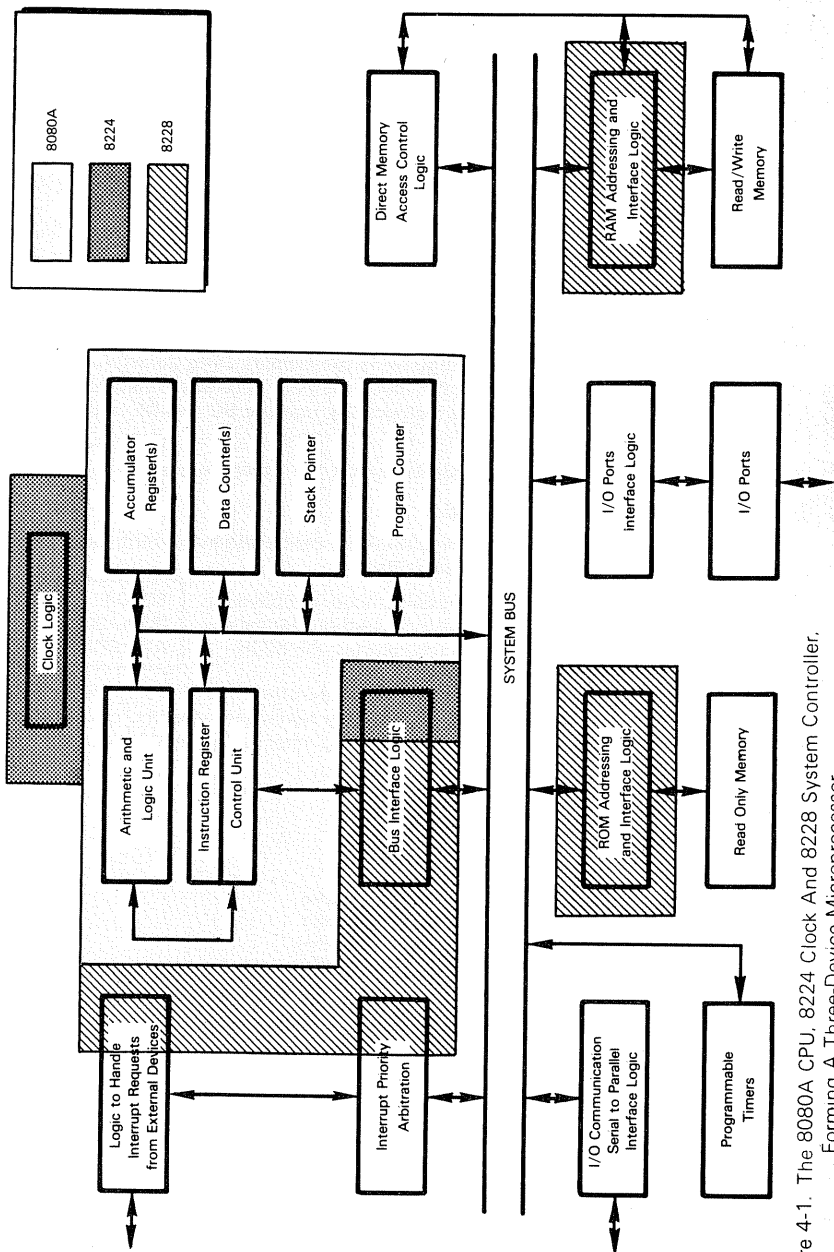 8080A
8224
8228
Clock Logic
Logic to Handle
Interrupt Requests
from External Devices
Arithmetic and
Logic Unit
Accumulator
Register(s)
Instruction Register
Control Unit
Data Counter(s)
Stack Pointer
Program Counter
Interrupt Priority
Arbitration
Bus Interface Logic
Direct Memory
Access Control
Logic
SYSTEM BUS
I/O Communication
Serial to Parallel
Interface Logic
ROM Addressing
and Interface Logic
I/O Ports
interface Logic
RAM Addressing and
Interface Logic
Programmable
Timers
Read Only Memory
I/O Ports
Read/Write
Memory
re 4-1. The 8080A CPU, 8224 Clock And 8228 System Controller,
Forming A Three-Device Microprocessor